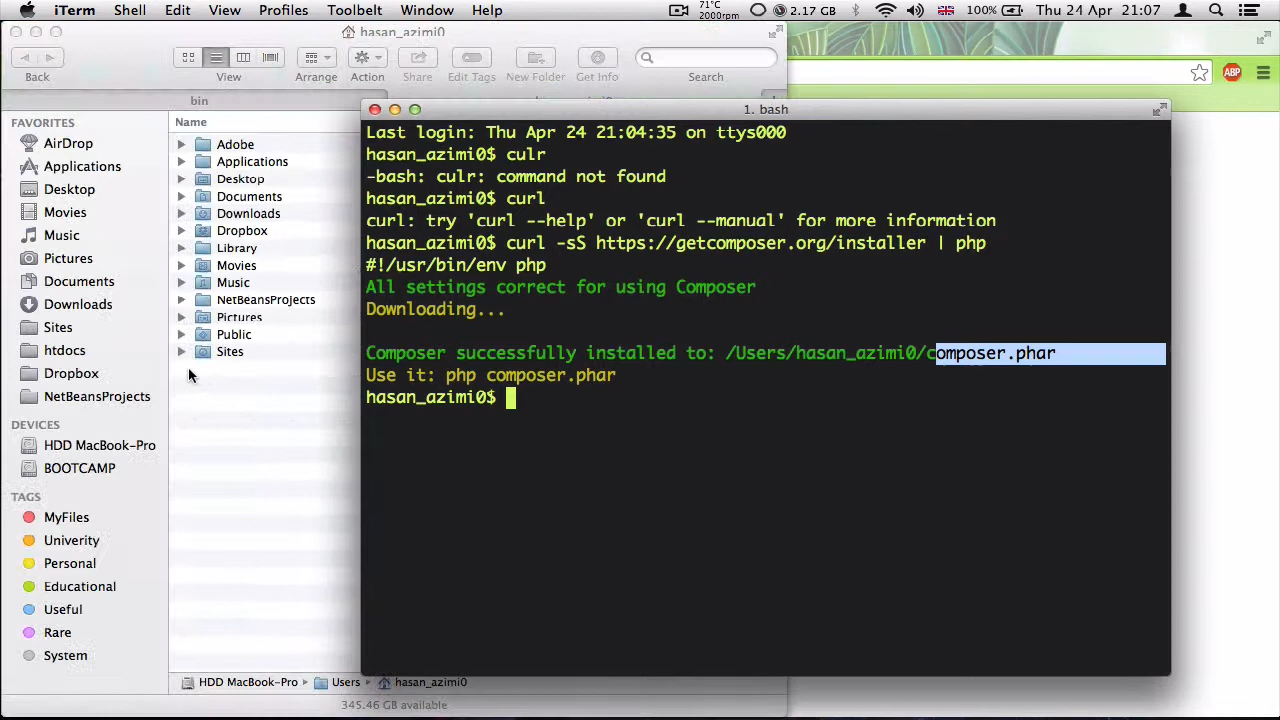 iTerm Shell Edit View Profiles Toolbelt Window Help 71°C 2000rpm 2.17 GB 100% Thu 24 Apr 21:07
hasan_azimi0
Back View Arrange Action Share Edit Tags New Folder Get Info Search
ABP
bin
FAVORITES
AirDrop
Applications
Desktop
Movies
Music
Pictures
Documents
Downloads
Sites
htdocs
Dropbox
NetBeansProjects
DEVICES
HDD MacBook-Pro
BOOTCAMP
TAGS
MyFiles
Univerity
Personal
Educational
Useful
Rare
System
Name
Adobe
Applications
Desktop
Documents
Downloads
Dropbox
Library
Movies
Music
NetBeansProjects
Pictures
Public
Sites
HDD MacBook-Pro Users hasan_azimi0
345.46 GB available
1. bash
Last login: Thu Apr 24 21:04:35 on ttys000
hasan_azimi0$ culr
-bash: culr: command not found
hasan_azimi0$ curl
curl: try 'curl --help' or 'curl --manual' for more information
hasan_azimi0$ curl -sS https://getcomposer.org/installer | php
#!/usr/bin/env php
All settings correct for using Composer
Downloading...
Composer successfully installed to: /Users/hasan_azimi0/composer.phar
Use it: php composer.phar
hasan_azimi0$